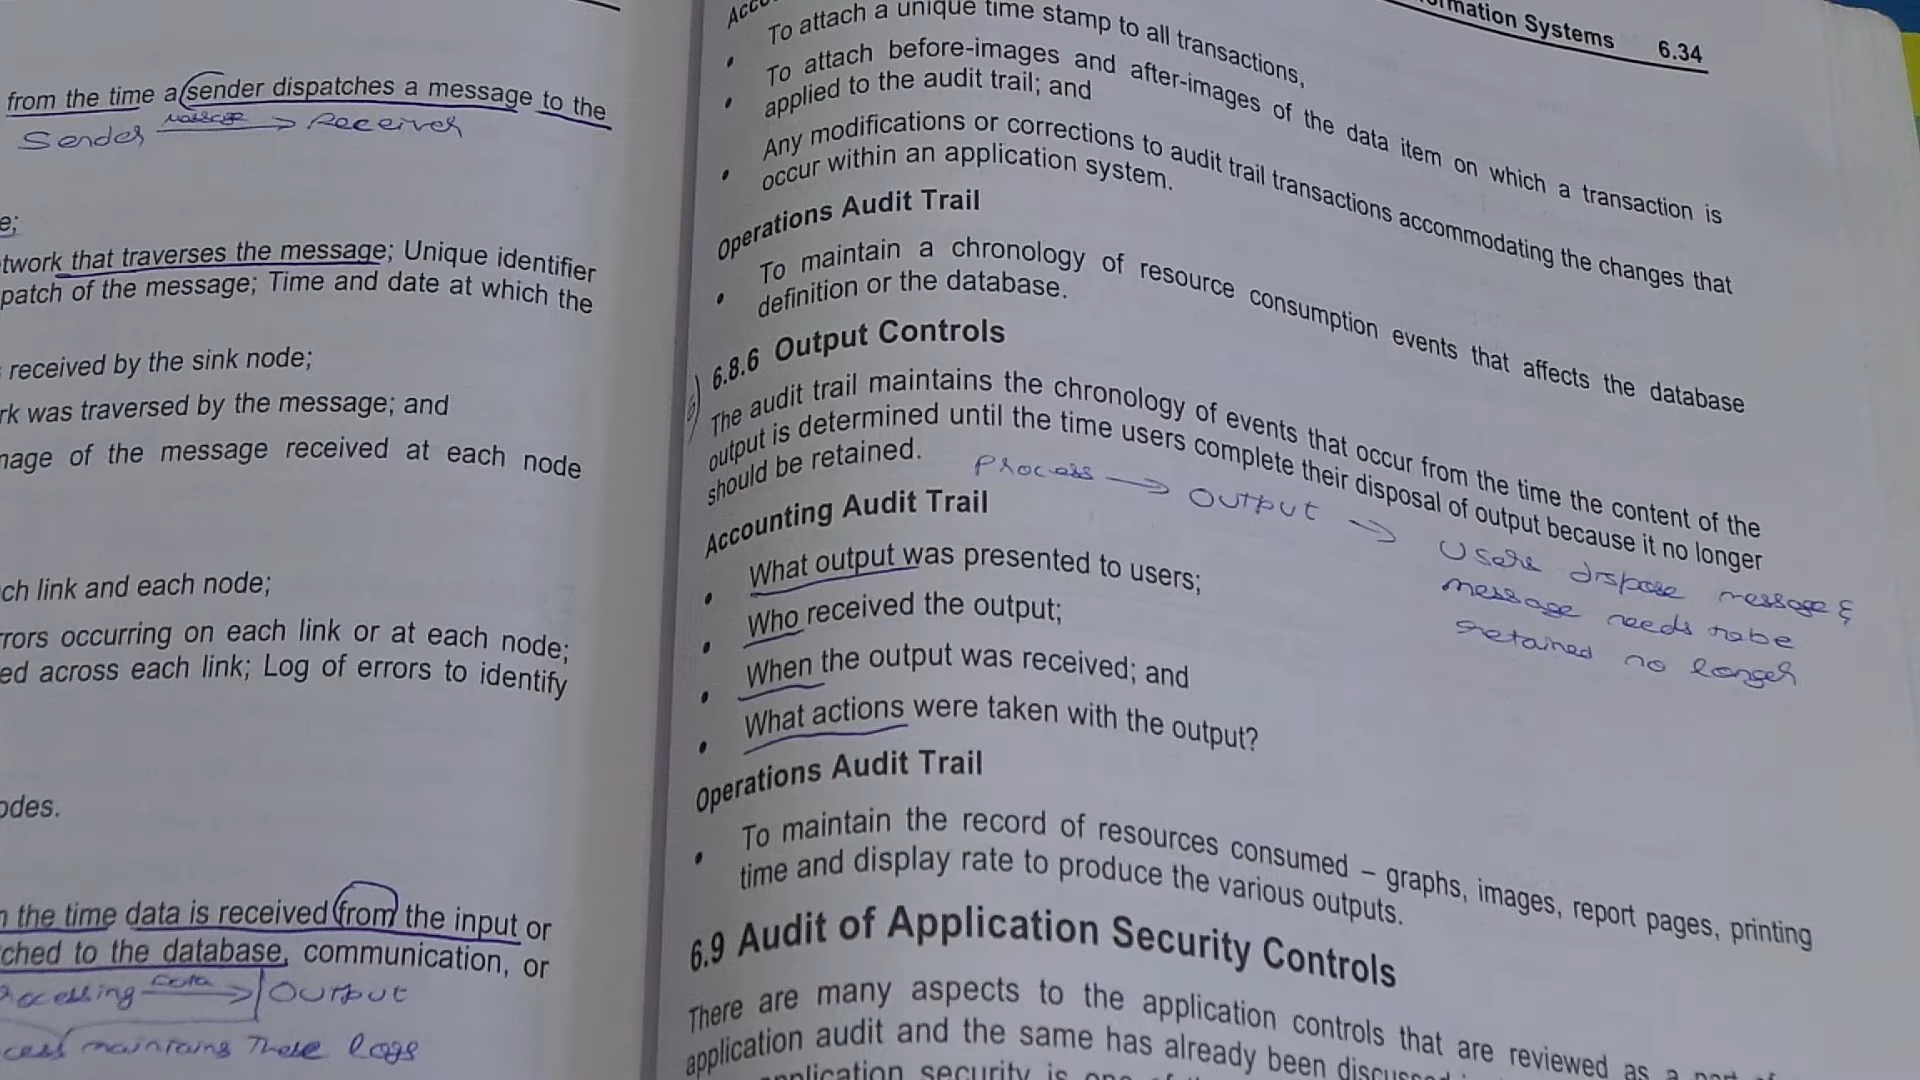 from the time a sender dispatches a message to the
Sender message → Receiver
e;
twork that traverses the message; Unique identifier
patch of the message; Time and date at which the
received by the sink node;
rk was traversed by the message; and
mage of the message received at each node
ch link and each node;
rrors occurring on each link or at each node;
ed across each link; Log of errors to identify
odes.
n the time data is received from the input or
ched to the database, communication, or
ocessing data → output
cess maintains These logs
ormation Systems 6.34
• To attach a unique time stamp to all transactions,
• To attach before-images and after-images of the data item on which a transaction is
applied to the audit trail; and
• Any modifications or corrections to audit trail transactions accommodating the changes that
occur within an application system.
Operations Audit Trail
• To maintain a chronology of resource consumption events that affects the database
definition or the database.
6.8.6 Output Controls
The audit trail maintains the chronology of events that occur from the time the content of the
output is determined until the time users complete their disposal of output because it no longer
should be retained.
Process → output → Users dispose message &
message needs to be
retained no longer
Accounting Audit Trail
• What output was presented to users;
• Who received the output;
• When the output was received; and
• What actions were taken with the output?
Operations Audit Trail
• To maintain the record of resources consumed – graphs, images, report pages, printing
time and display rate to produce the various outputs.
6.9 Audit of Application Security Controls
There are many aspects to the application controls that are reviewed as a part of
application audit and the same has already been discuss
plication security is one of